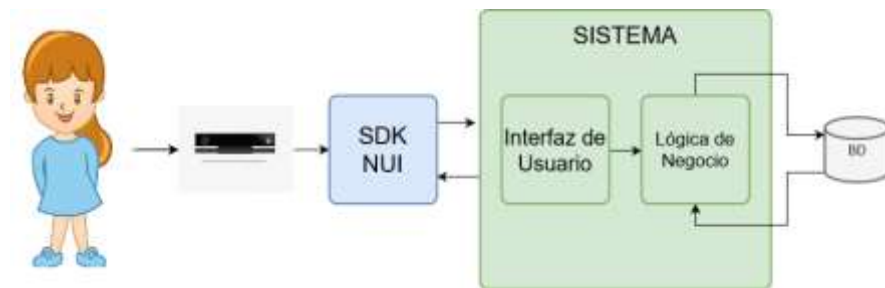 SISTEMA
SDK
NUI
Interfaz de
Usuario
Lógica de
Negocio
BD